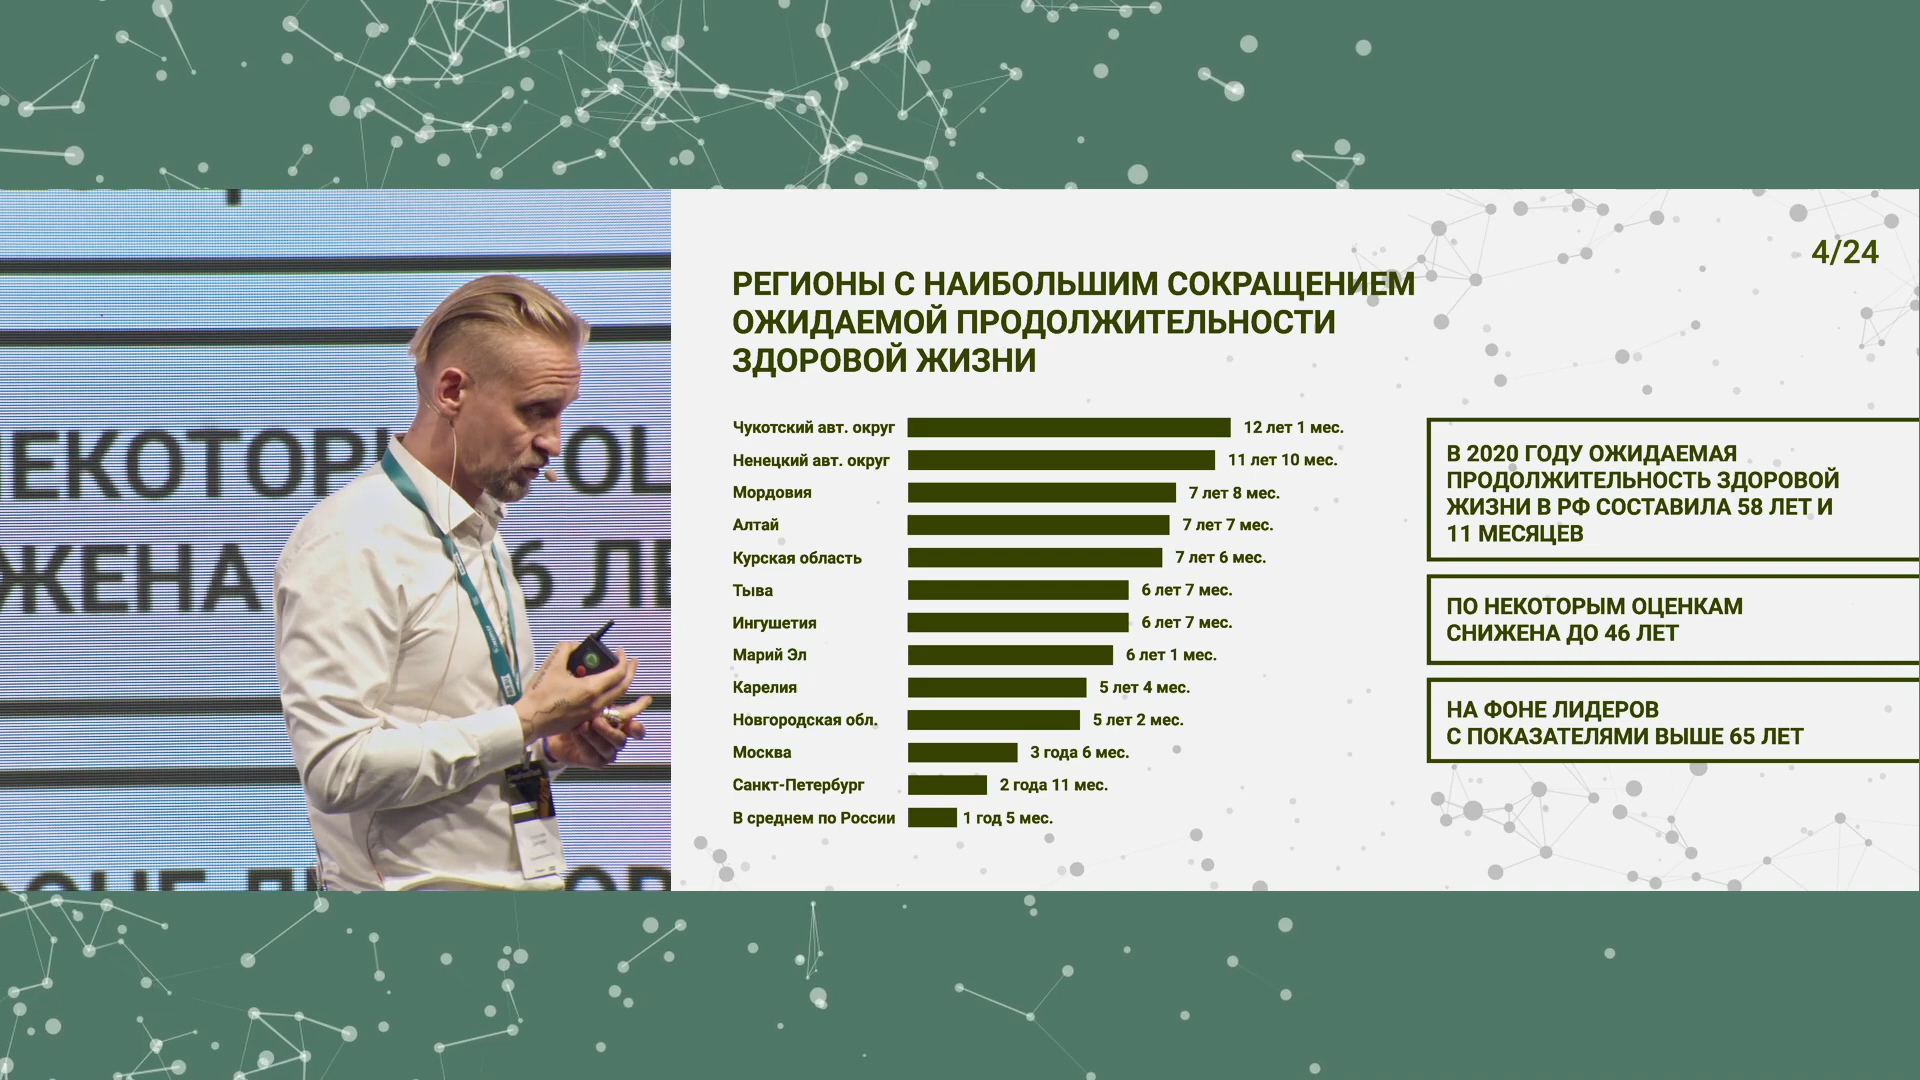 4/24
РЕГИОНЫ С НАИБОЛЬШИМ СОКРАЩЕНИЕМ
ОЖИДАЕМОЙ ПРОДОЛЖИТЕЛЬНОСТИ
ЗДОРОВОЙ ЖИЗНИ
Чукотский авт. округ 12 лет 1 мес.
Ненецкий авт. округ 11 лет 10 мес.
Мордовия 7 лет 8 мес.
Алтай 7 лет 7 мес.
Курская область 7 лет 6 мес.
Тыва 6 лет 7 мес.
Ингушетия 6 лет 7 мес.
Марий Эл 6 лет 1 мес.
Карелия 5 лет 4 мес.
Новгородская обл. 5 лет 2 мес.
Москва 3 года 6 мес.
Санкт-Петербург 2 года 11 мес.
В среднем по России 1 год 5 мес.
В 2020 ГОДУ ОЖИДАЕМАЯ
ПРОДОЛЖИТЕЛЬНОСТЬ ЗДОРОВОЙ
ЖИЗНИ В РФ СОСТАВИЛА 58 ЛЕТ И
11 МЕСЯЦЕВ
ПО НЕКОТОРЫМ ОЦЕНКАМ
СНИЖЕНА ДО 46 ЛЕТ
НА ФОНЕ ЛИДЕРОВ
С ПОКАЗАТЕЛЯМИ ВЫШЕ 65 ЛЕТ